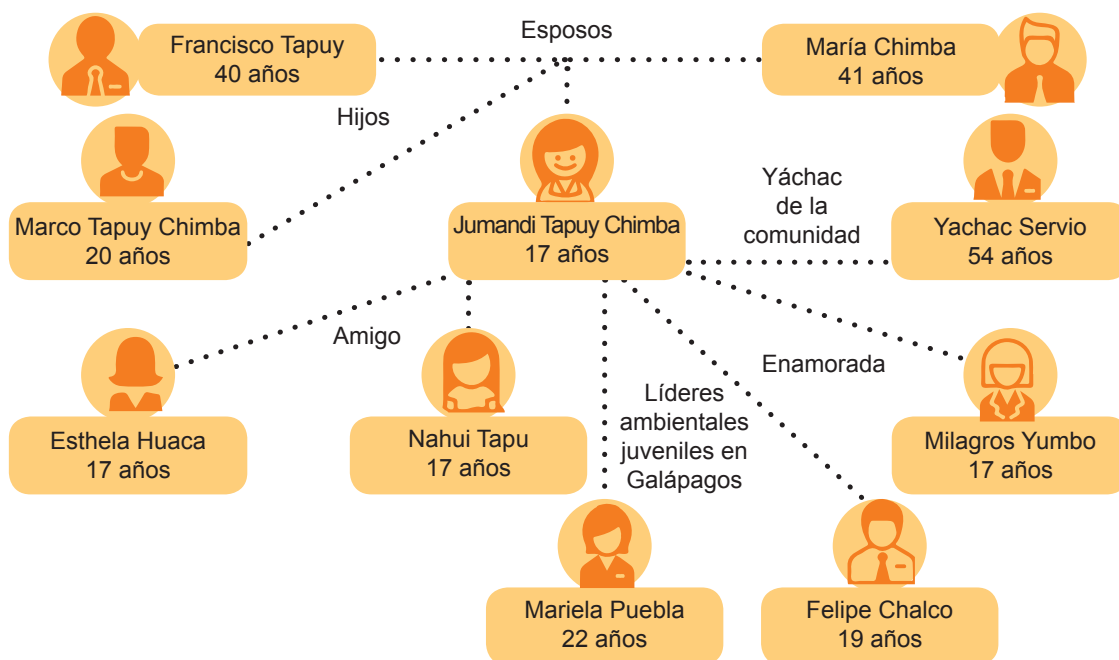 Francisco Tapuy
40 años
Esposos
María Chimba
41 años
Hijos
Marco Tapuy Chimba
20 años
Jumandi Tapuy Chimba
17 años
Yáchac
de la
comunidad
Yachac Servio
54 años
Amigo
Enamorada
Esthela Huaca
17 años
Nahui Tapu
17 años
Líderes
ambientales
juveniles en
Galápagos
Milagros Yumbo
17 años
Mariela Puebla
22 años
Felipe Chalco
19 años